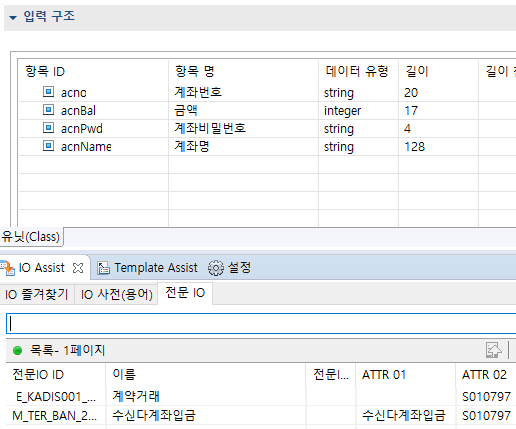 입력 구조
항목 ID 항목 명 데이터 유형 길이 길이
acno 계좌번호 string 20
acnBal 금액 integer 17
acnPwd 계좌비밀번호 string 4
acnName 계좌명 string 128
유닛(Class)
IO Assist Template Assist 설정
IO 즐겨찾기 IO 사전(용어) 전문 IO
목록- 1페이지
전문IO ID 이름 전문I... ATTR 01 ATTR 02
E_KADIS001_... 계약거래 S010797
M_TER_BAN_2... 수신다계좌입금 수신다계좌입금 S010797